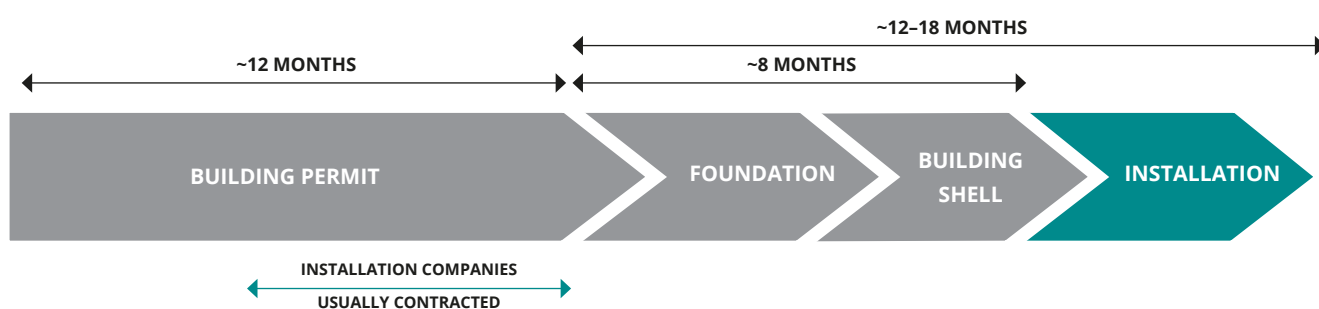 ~12–18 MONTHS
~12 MONTHS
~8 MONTHS
BUILDING PERMIT
FOUNDATION
BUILDING
SHELL
INSTALLATION
INSTALLATION COMPANIES
USUALLY CONTRACTED